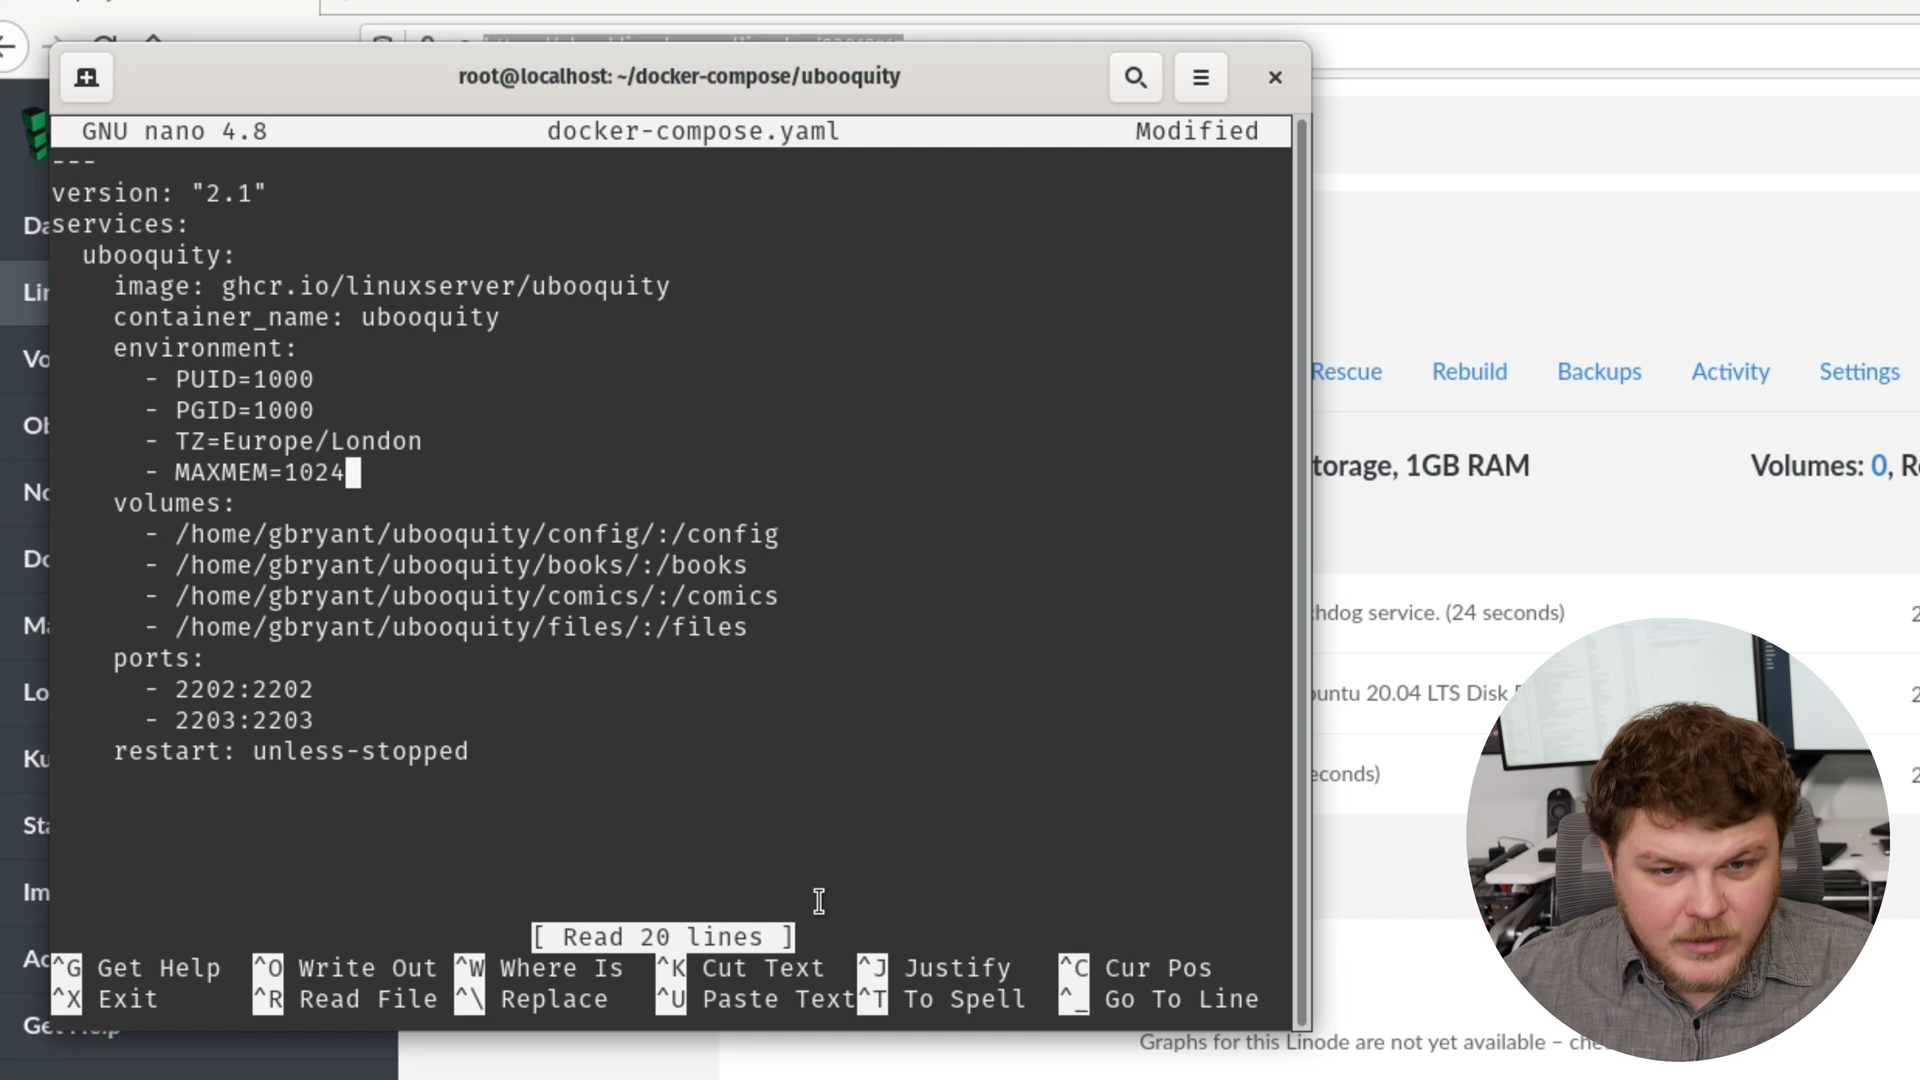 root@localhost: ~/docker-compose/ubooquity
GNU nano 4.8 docker-compose.yaml Modified
---
version: "2.1"
services:
ubooquity:
image: ghcr.io/linuxserver/ubooquity
container_name: ubooquity
environment:
- PUID=1000
- PGID=1000
- TZ=Europe/London
- MAXMEM=1024
volumes:
- /home/gbryant/ubooquity/config/:/config
- /home/gbryant/ubooquity/books/:/books
- /home/gbryant/ubooquity/comics/:/comics
- /home/gbryant/ubooquity/files/:/files
ports:
- 2202:2202
- 2203:2203
restart: unless-stopped
[ Read 20 lines ]
^G Get Help ^O Write Out ^W Where Is ^K Cut Text ^J Justify ^C Cur Pos
^X Exit ^R Read File ^\ Replace ^U Paste Text ^T To Spell ^_ Go To Line
Rescue Rebuild Backups Activity Settings
torage, 1GB RAM Volumes: 0, R
hdog service. (24 seconds)
untu 20.04 LTS Disk
econds)
Graphs for this Linode are not yet available – che
Get Help